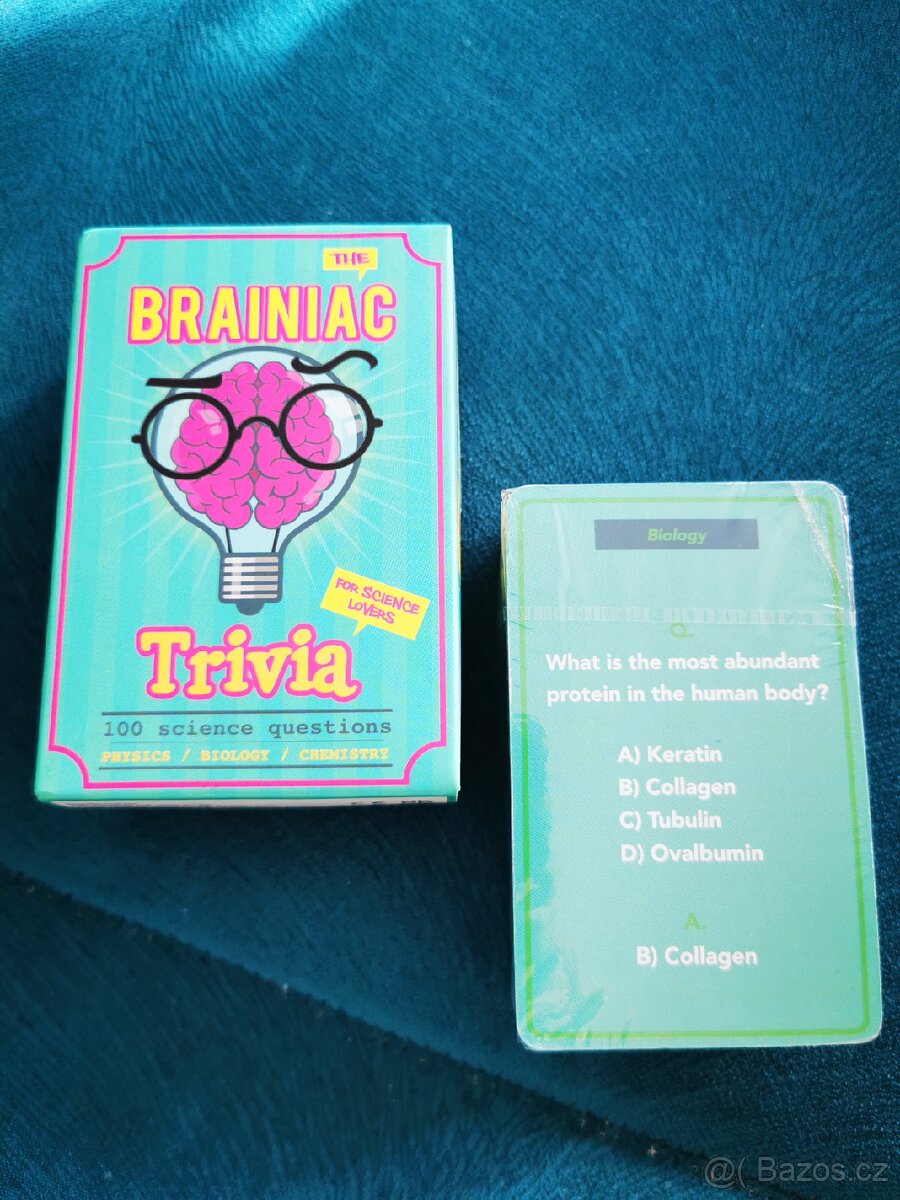 THE
BRAINIAC
FOR SCIENCE
LOVERS
Trivia
100 science questions
PHYSICS / BIOLOGY / CHEMISTRY
Biology
Q.
What is the most abundant
protein in the human body?
A) Keratin
B) Collagen
C) Tubulin
D) Ovalbumin
A.
B) Collagen
@( Bazos.cz